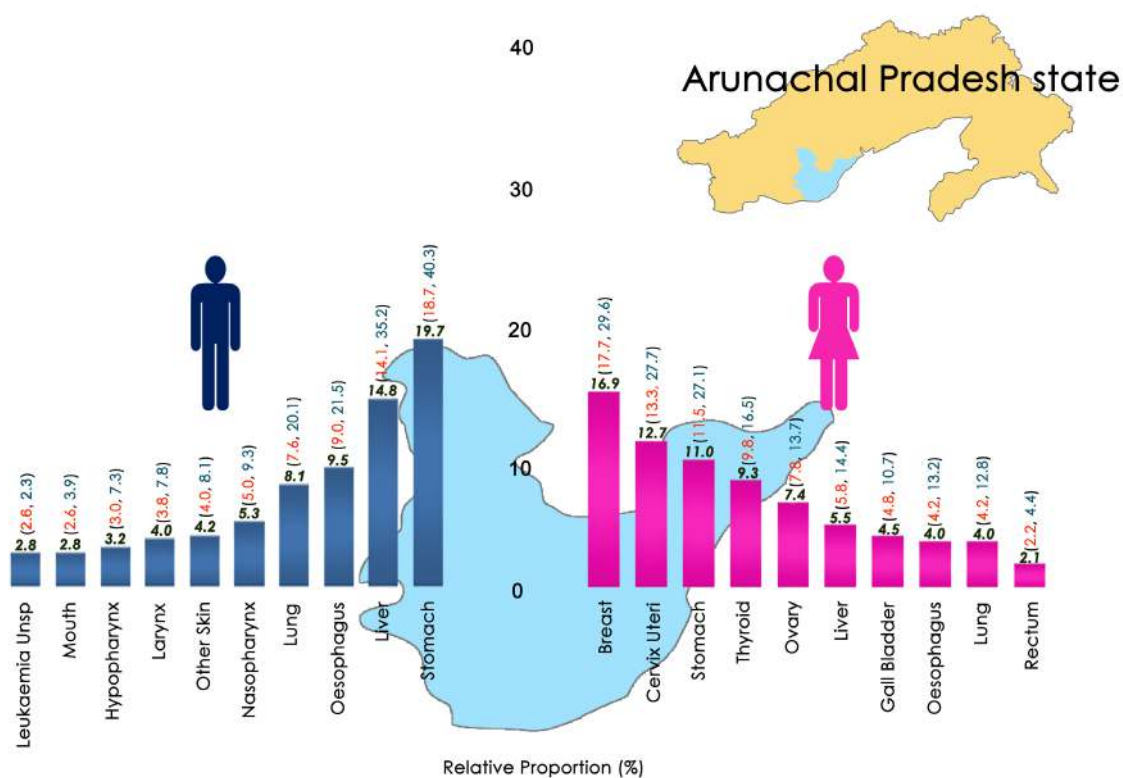 40
Arunachal Pradesh state
30
20
10
0
2.8 (2.6, 2.3)
2.8 (2.6, 3.9)
3.2 (3.0, 7.3)
4.0 (3.8, 7.8)
4.2 (4.0, 8.1)
5.3 (5.0, 9.3)
8.1 (7.6, 20.1)
9.5 (9.0, 21.5)
14.8 (14.1, 35.2)
19.7 (18.7, 40.3)
16.9 (17.7, 29.6)
12.7 (13.3, 27.7)
11.0 (11.5, 27.1)
9.3 (9.8, 16.5)
7.4 (7.8, 13.7)
5.5 (5.8, 14.4)
4.5 (4.8, 10.7)
4.0 (4.2, 13.2)
4.0 (4.2, 12.8)
2.1 (2.2, 4.4)
Leukaemia Unsp
Mouth
Hypopharynx
Larynx
Other Skin
Nasopharynx
Lung
Oesophagus
Liver
Stomach
Breast
Cervix Uteri
Stomach
Thyroid
Ovary
Liver
Gall Bladder
Oesophagus
Lung
Rectum
Relative Proportion (%)